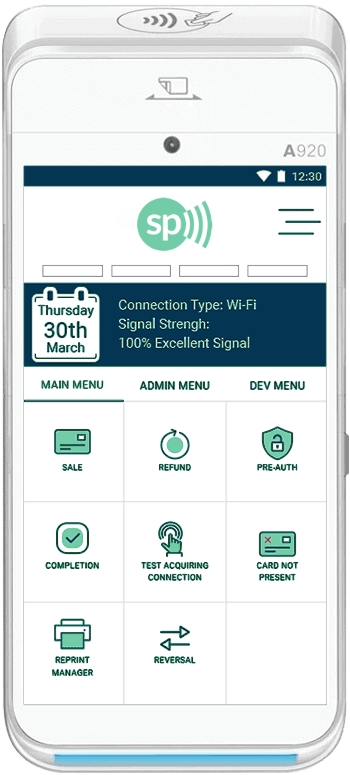 A920
12:30
sp
Thursday
30th
March
Connection Type: Wi-Fi
Signal Strengh:
100% Excellent Signal
MAIN MENU
ADMIN MENU
DEV MENU
SALE
REFUND
PRE-AUTH
COMPLETION
TEST ACQUIRING
CONNECTION
CARD NOT
PRESENT
REPRINT
MANAGER
REVERSAL